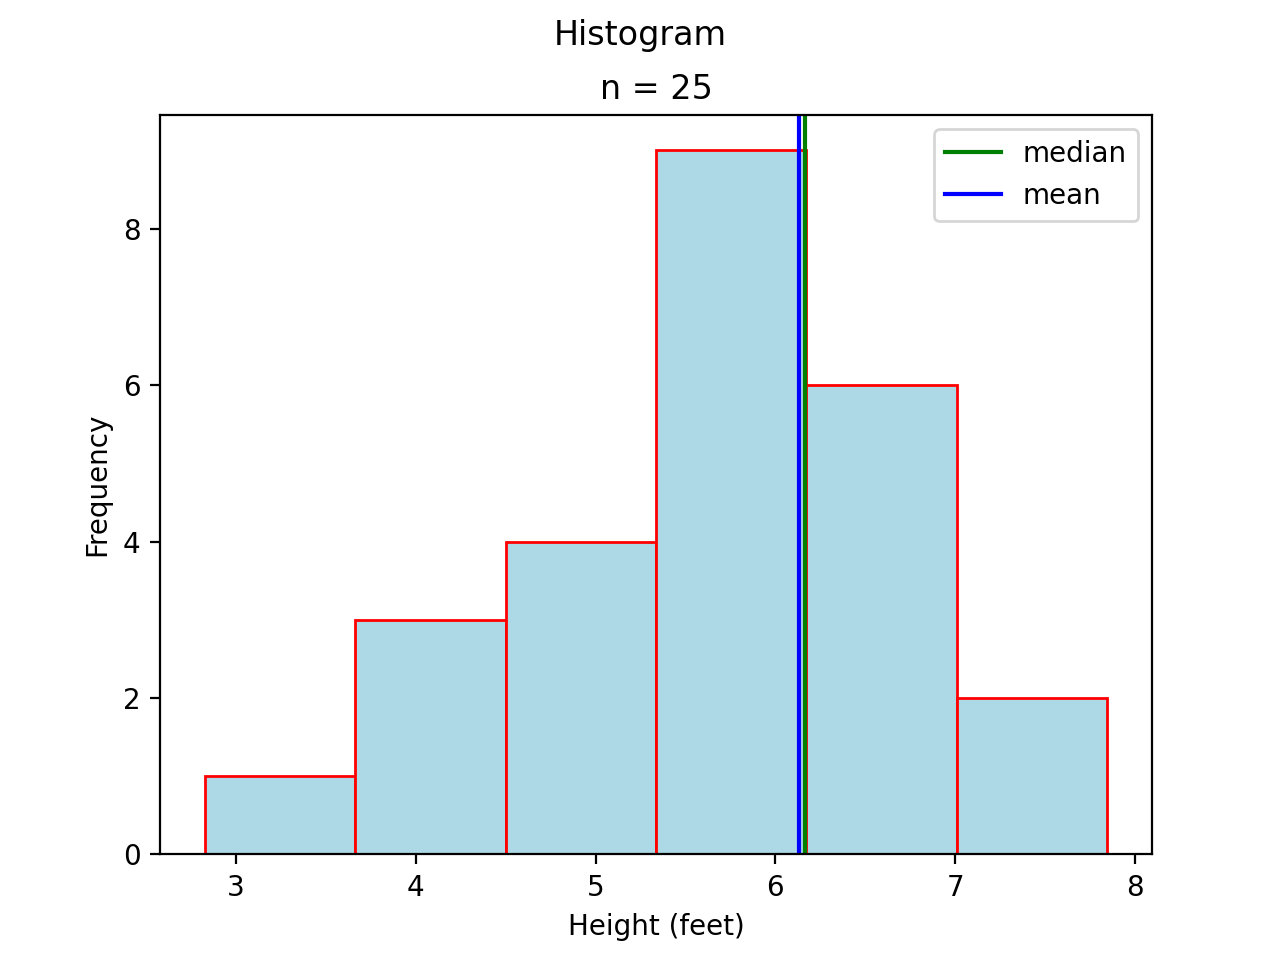 Histogram
n = 25
median
mean
8
6
4
2
0
Frequency
3 4 5 6 7 8
Height (feet)